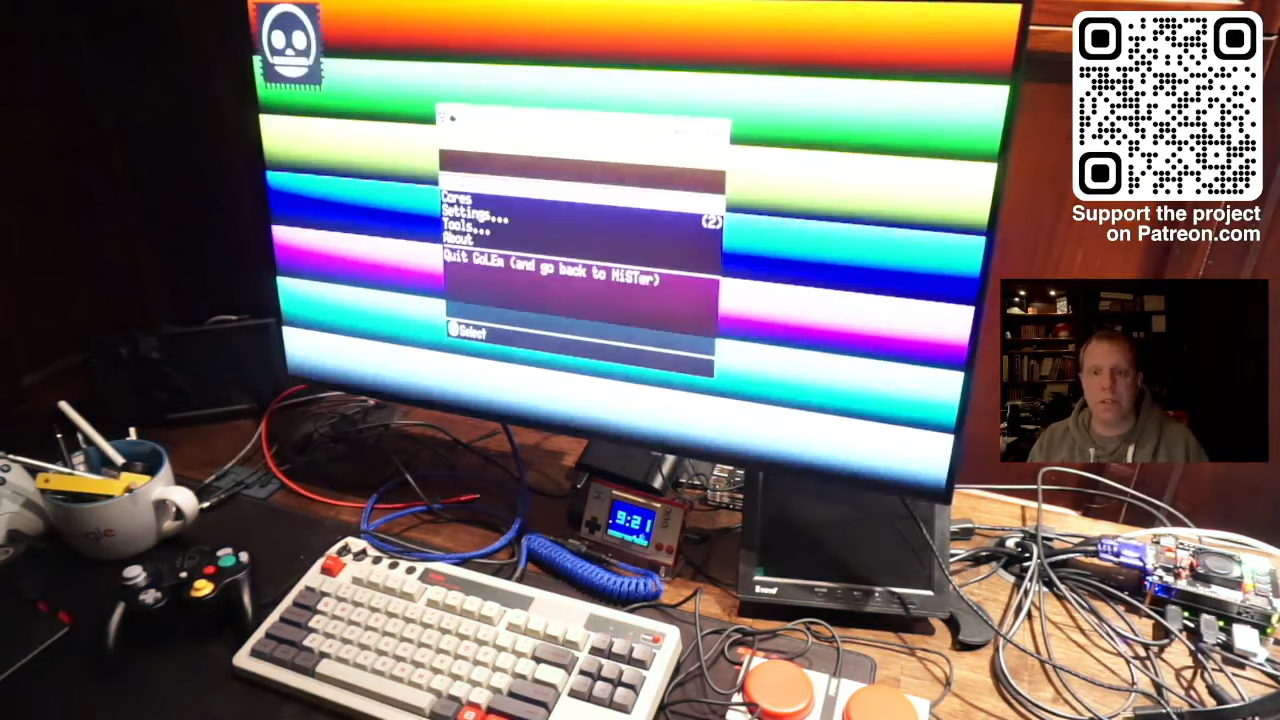 Cores
Settings...
(2)
Tools...
About
Quit GoLEm (and go back to MiSTer)
Select
Support the project
on Patreon.com
9:21
Eyoyo